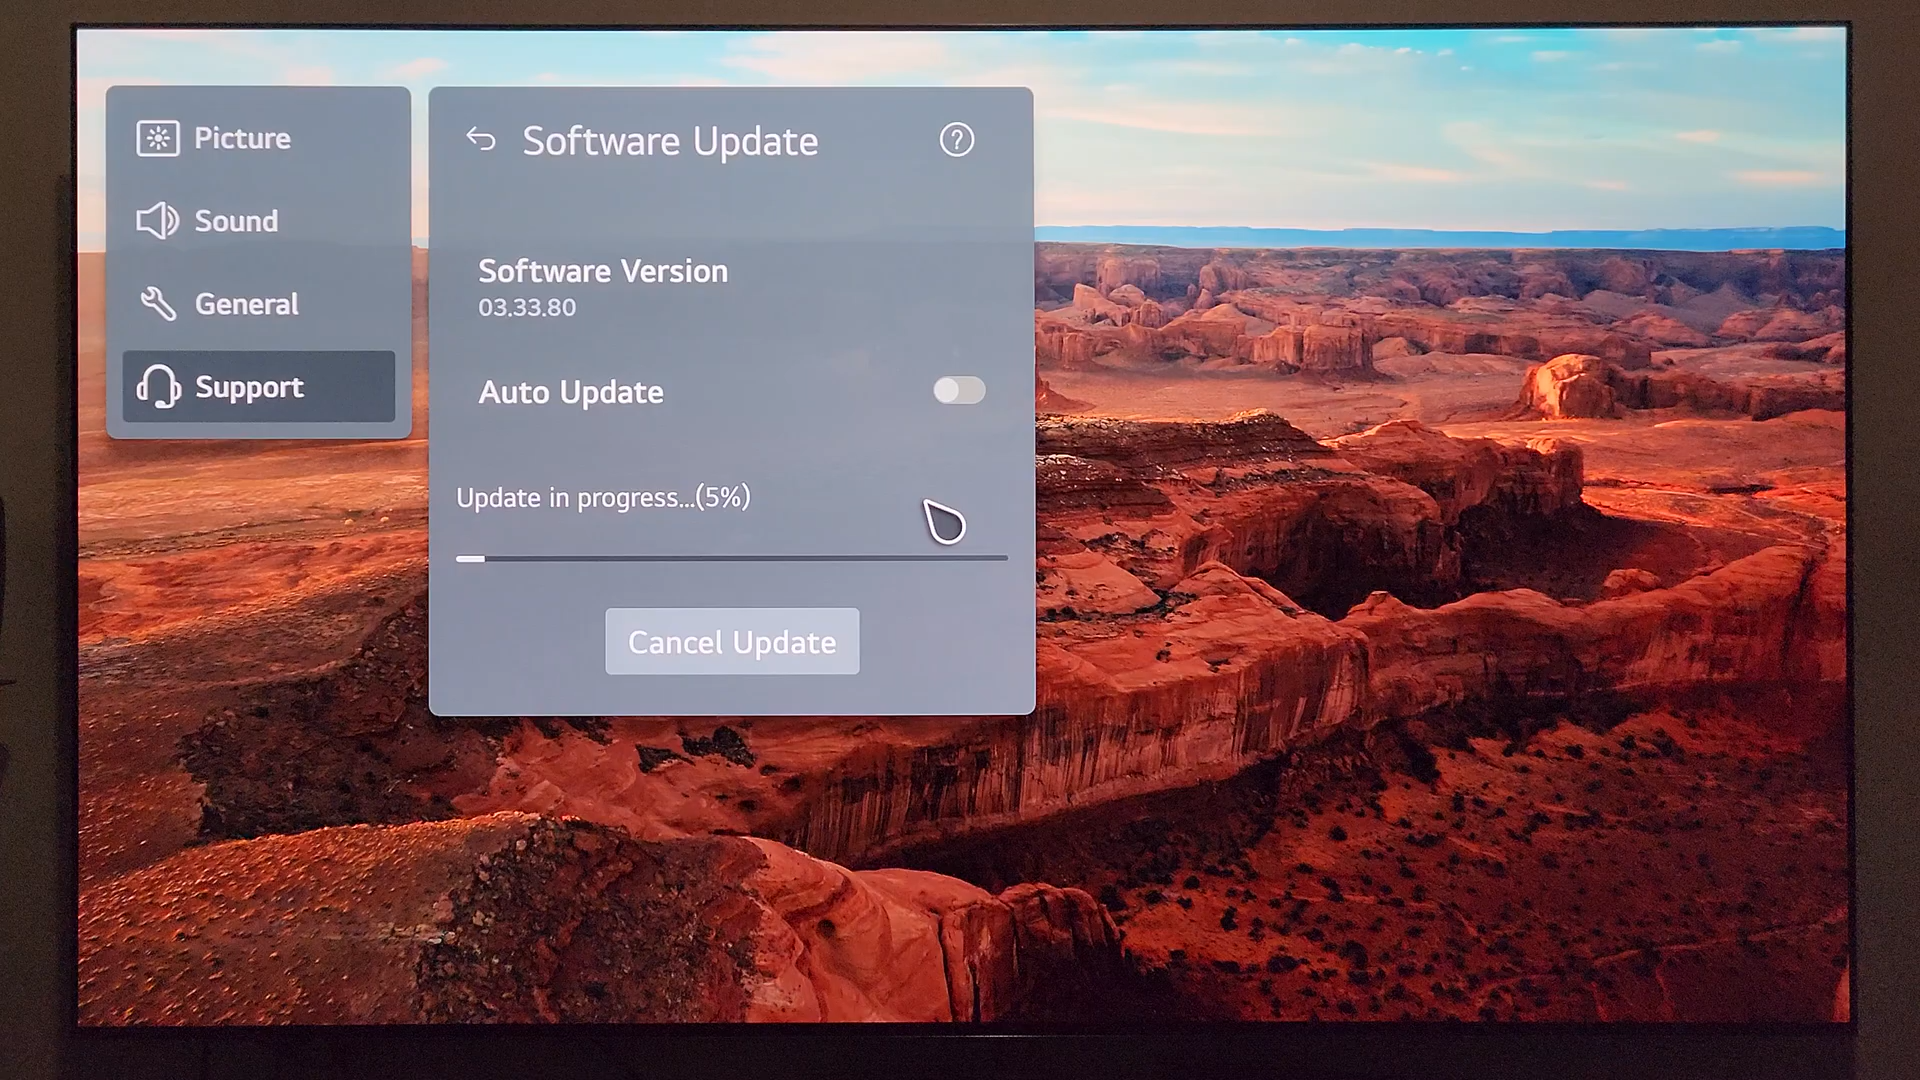 Picture
Sound
General
Support
Software Update
?
Software Version
03.33.80
Auto Update
Update in progress...(5%)
Cancel Update